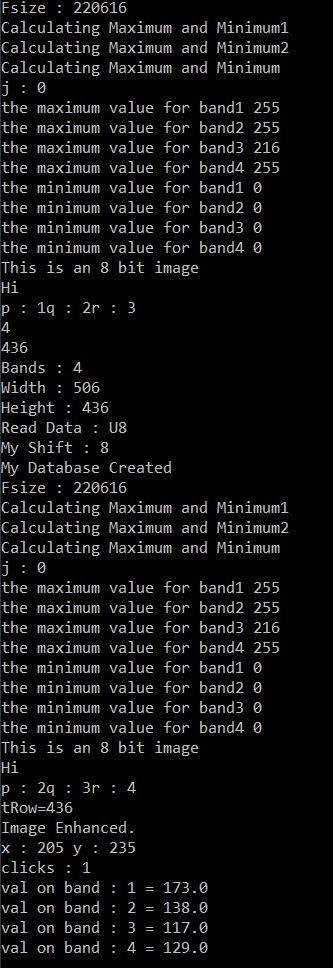 Fsize : 220616
Calculating Maximum and Minimum1
Calculating Maximum and Minimum2
Calculating Maximum and Minimum
j : 0
the maximum value for band1 255
the maximum value for band2 255
the maximum value for band3 216
the maximum value for band4 255
the minimum value for band1 0
the minimum value for band2 0
the minimum value for band3 0
the minimum value for band4 0
This is an 8 bit image
Hi
p : 1q : 2r : 3
4
436
Bands : 4
Width : 506
Height : 436
Read Data : U8
My Shift : 8
My Database Created
Fsize : 220616
Calculating Maximum and Minimum1
Calculating Maximum and Minimum2
Calculating Maximum and Minimum
j : 0
the maximum value for band1 255
the maximum value for band2 255
the maximum value for band3 216
the maximum value for band4 255
the minimum value for band1 0
the minimum value for band2 0
the minimum value for band3 0
the minimum value for band4 0
This is an 8 bit image
Hi
p : 2q : 3r : 4
tRow=436
Image Enhanced.
x : 205 y : 235
clicks : 1
val on band : 1 = 173.0
val on band : 2 = 138.0
val on band : 3 = 117.0
val on band : 4 = 129.0